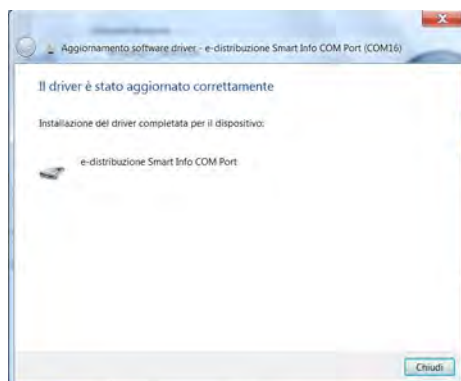 X
Aggiornamento software driver - e-distribuzione Smart Info COM Port (COM16)
Il driver è stato aggiornato correttamente
Installazione del driver completata per il dispositivo:
e-distribuzione Smart Info COM Port
Chiudi